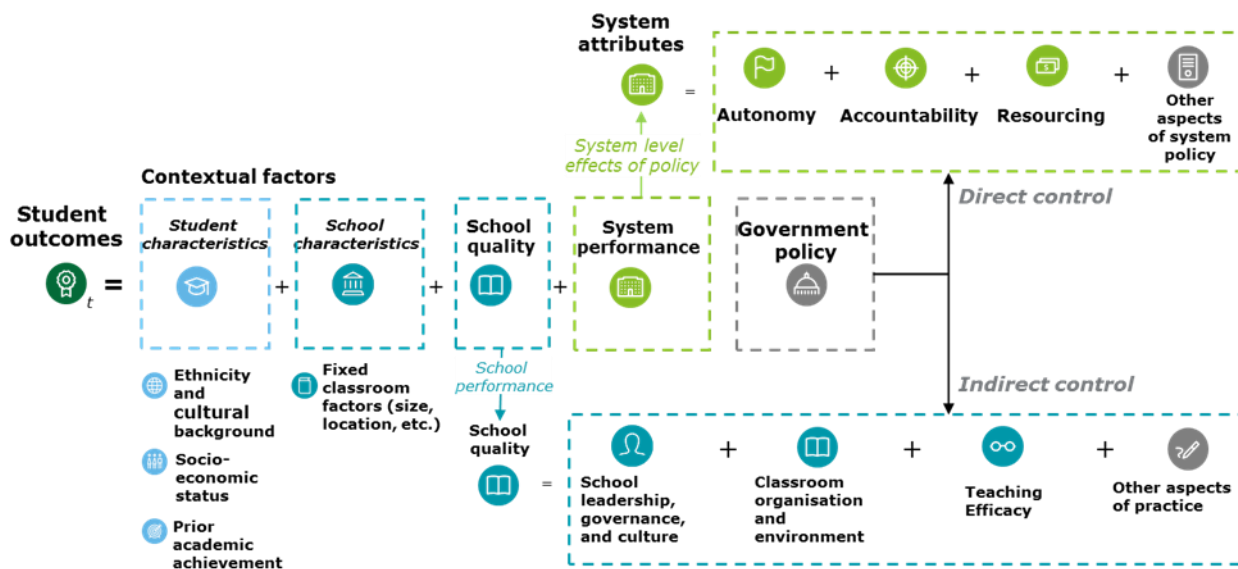 System
attributes
=
Autonomy
+
Accountability
+
Resourcing
+
Other
aspects
of system
policy
System level
effects of policy
Direct control
Contextual factors
Student
outcomes
t
=
Student
characteristics
+
School
characteristics
+
School
quality
+
System
performance
Government
policy
Ethnicity
and
cultural
background
Socio-
economic
status
Prior
academic
achievement
Fixed
classroom
factors (size,
location, etc.)
School
performance
Indirect control
School
quality
=
School
leadership,
governance,
and culture
+
Classroom
organisation
and
environment
+
Teaching
Efficacy
+
Other aspects
of practice